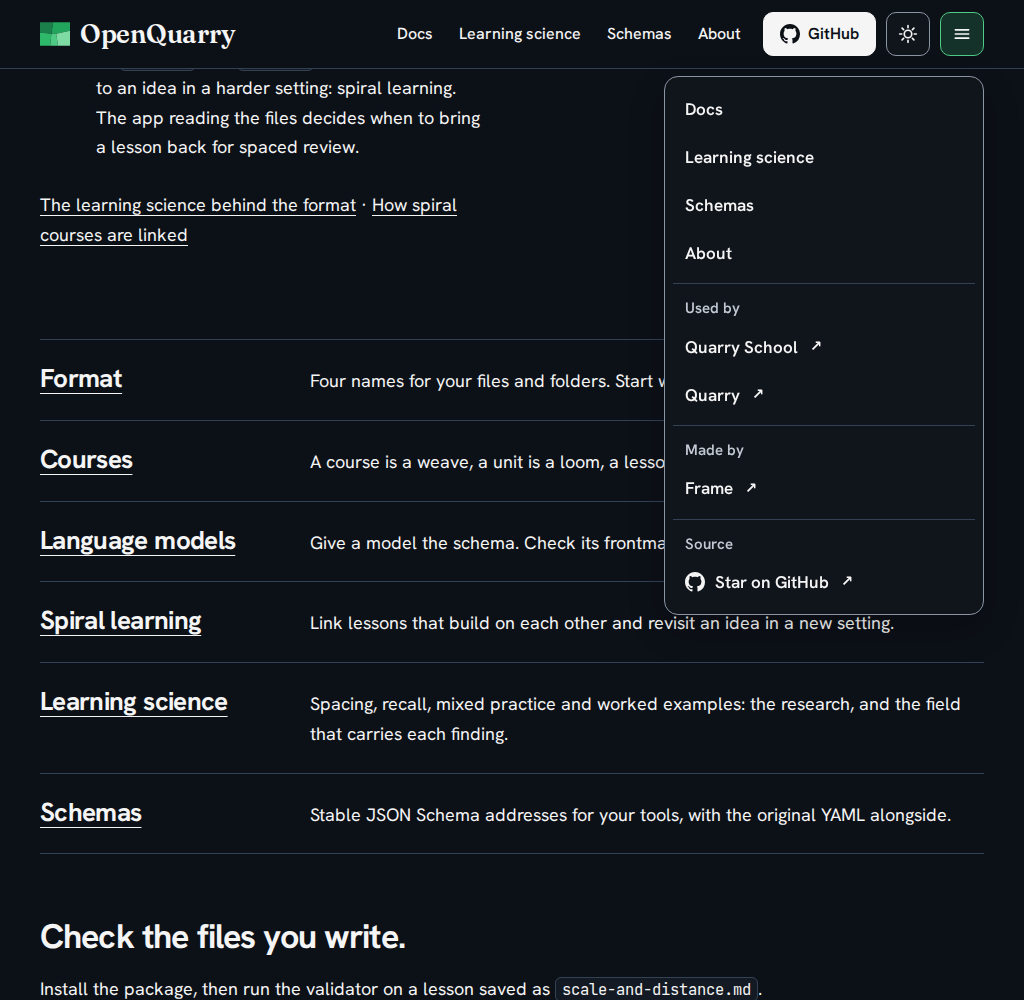 OpenQuarry
Docs
Learning science
Schemas
About
GitHub
to an idea in a harder setting: spiral learning.
The app reading the files decides when to bring
a lesson back for spaced review.
The learning science behind the format · How spiral
courses are linked
Docs
Learning science
Schemas
About
Used by
Quarry School ↗
Quarry ↗
Made by
Frame ↗
Source
Star on GitHub ↗
Format
Four names for your files and folders. Start
Courses
A course is a weave, a unit is a loom, a
Language models
Give a model the schema. Check its
Spiral learning
Link lessons that build on each other and revisit an idea in a new setting.
Learning science
Spacing, recall, mixed practice and worked examples: the research, and the field
that carries each finding.
Schemas
Stable JSON Schema addresses for your tools, with the original YAML alongside.
Check the files you write.
Install the package, then run the validator on a lesson saved as scale-and-distance.md.